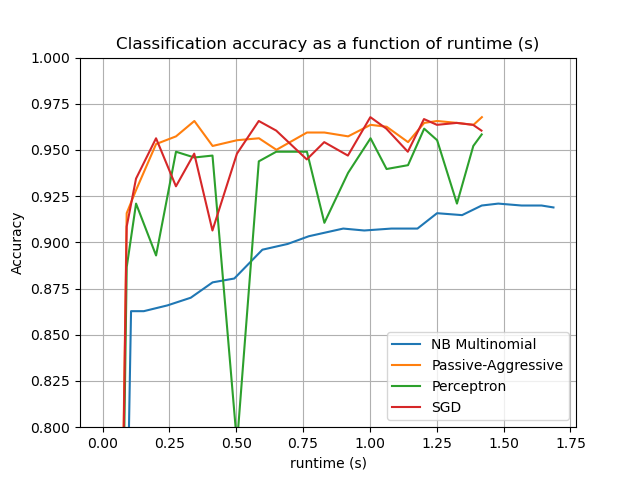 Classification accuracy as a function of runtime (s)
1.000
0.975
0.950
0.925
0.900
0.875
0.850
0.825
0.800
Accuracy
NB Multinomial
Passive-Aggressive
Perceptron
SGD
0.00 0.25 0.50 0.75 1.00 1.25 1.50 1.75
runtime (s)